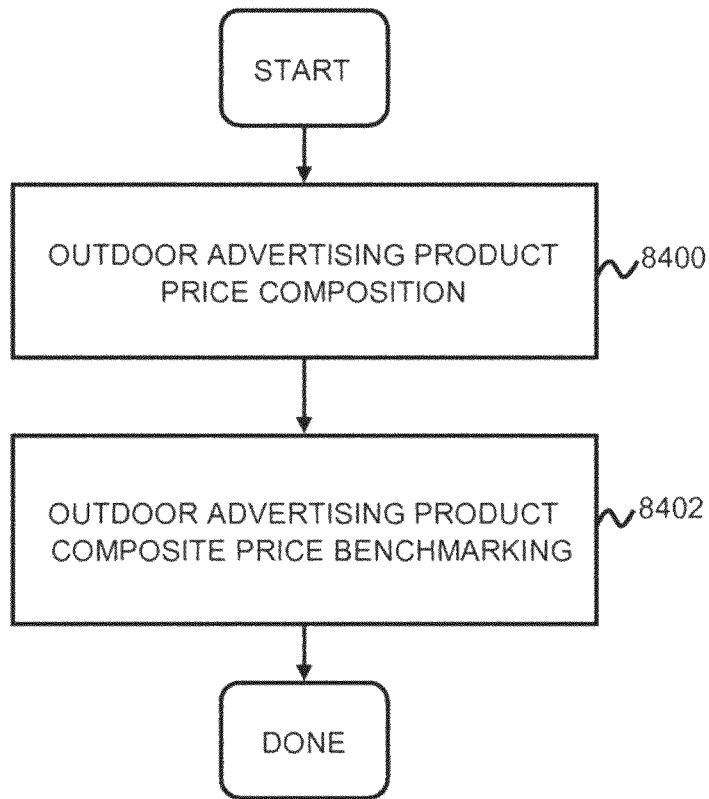 START
OUTDOOR ADVERTISING PRODUCT
PRICE COMPOSITION
8400
OUTDOOR ADVERTISING PRODUCT
COMPOSITE PRICE BENCHMARKING
8402
DONE